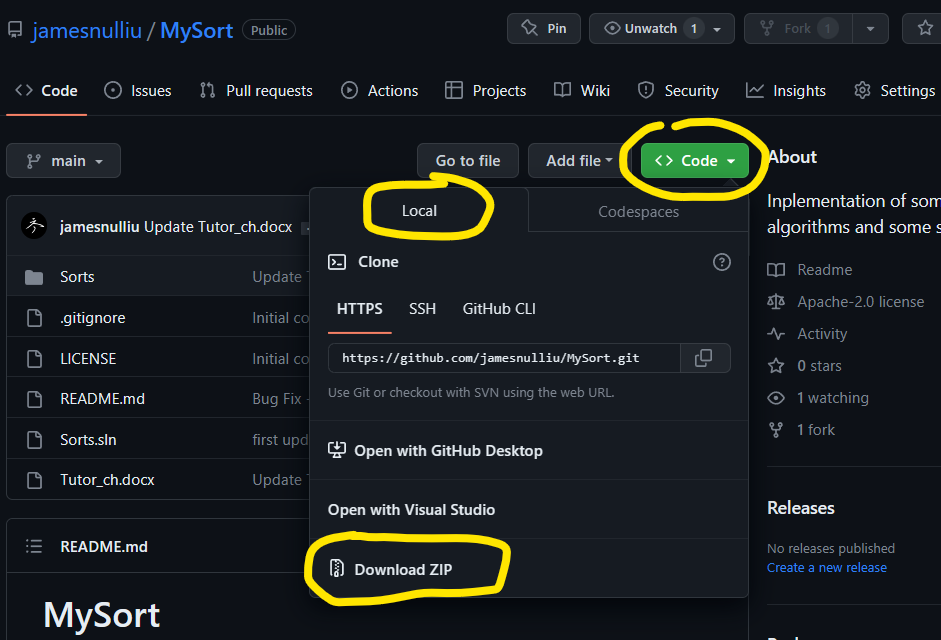 jamesnulliu / MySort Public
Pin
Unwatch 1
Fork 1
Code
Issues
Pull requests
Actions
Projects
Wiki
Security
Insights
Settings
main
Go to file
Add file
Code
About
Inplementation of som
algorithms and some s
jamesnulliu Update Tutor_ch.docx
Local
Codespaces
Sorts
Update
.gitignore
Initial co
LICENSE
Initial co
README.md
Bug Fix -
Sorts.sln
first upd
Tutor_ch.docx
Update
Clone
HTTPS
SSH
GitHub CLI
https://github.com/jamesnulliu/MySort.git
Use Git or checkout with SVN using the web URL.
Open with GitHub Desktop
Open with Visual Studio
Download ZIP
Readme
Apache-2.0 license
Activity
0 stars
1 watching
1 fork
Releases
No releases published
Create a new release
README.md
MySort